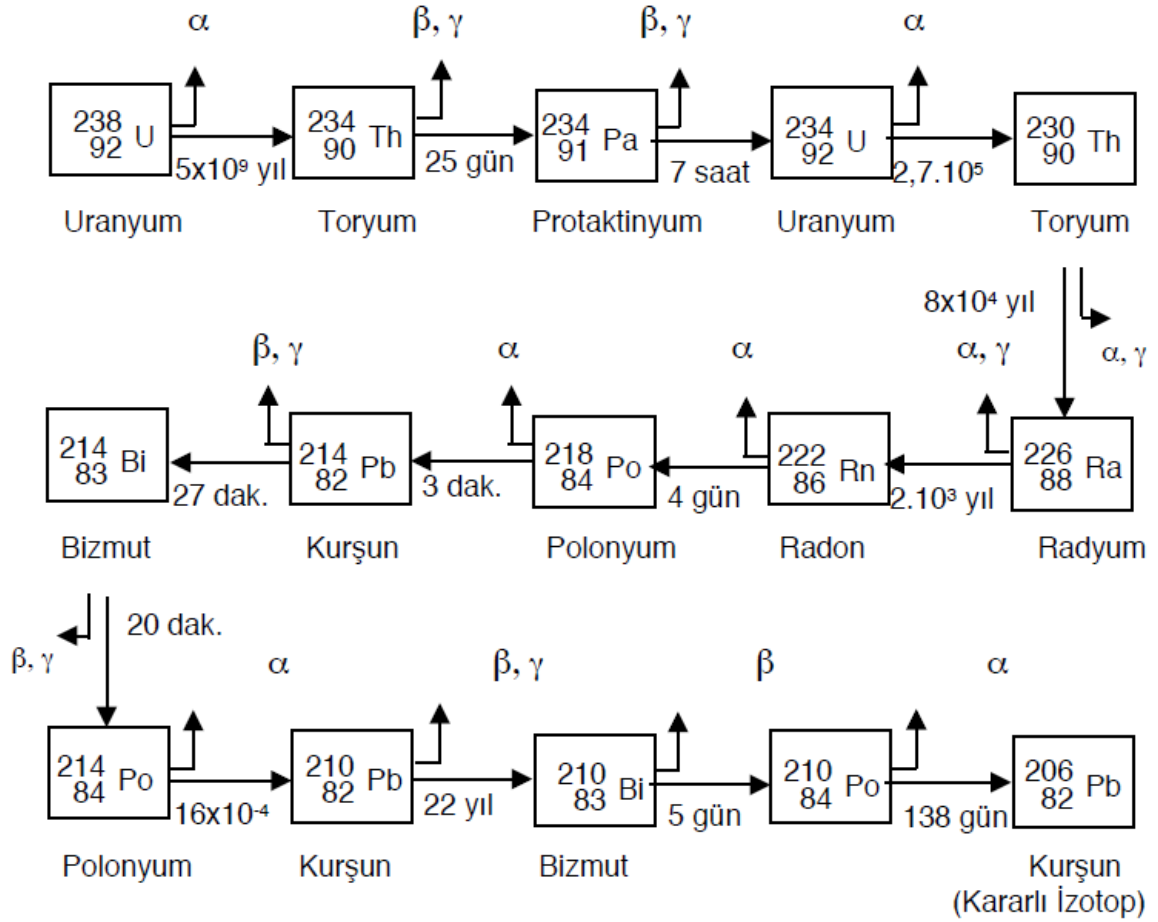 α β, γ β, γ α
238 92 U 234 90 Th 234 91 Pa 234 92 U 230 90 Th
5x10⁹ yıl 25 gün 7 saat 2,7.10⁵
Uranyum Toryum Protaktinyum Uranyum Toryum
8x10⁴ yıl
β, γ α α α, γ α, γ
214 83 Bi 214 82 Pb 218 84 Po 222 86 Rn 226 88 Ra
27 dak. 3 dak. 4 gün 2.10³ yıl
Bizmut Kurşun Polonyum Radon Radyum
20 dak.
β, γ α β, γ β α
214 84 Po 210 82 Pb 210 83 Bi 210 84 Po 206 82 Pb
16x10⁻⁴ 22 yıl 5 gün 138 gün
Polonyum Kurşun Bizmut Kurşun
(Kararlı İzotop)